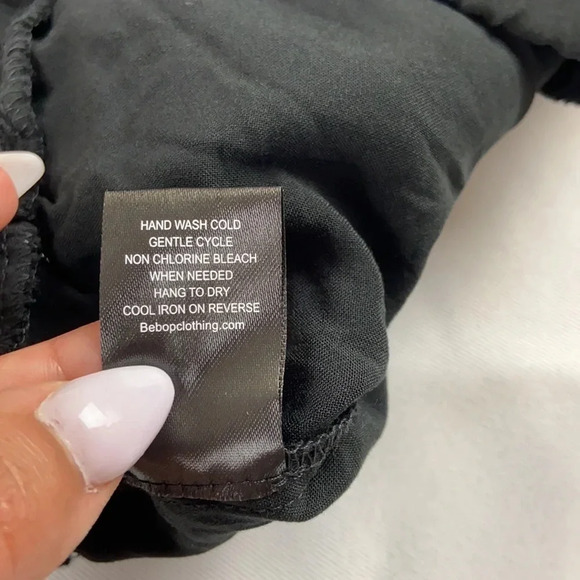 HAND WASH COLD
GENTLE CYCLE
NON CHLORINE BLEACH
WHEN NEEDED
HANG TO DRY
COOL IRON ON REVERSE
Bebopclothing.com